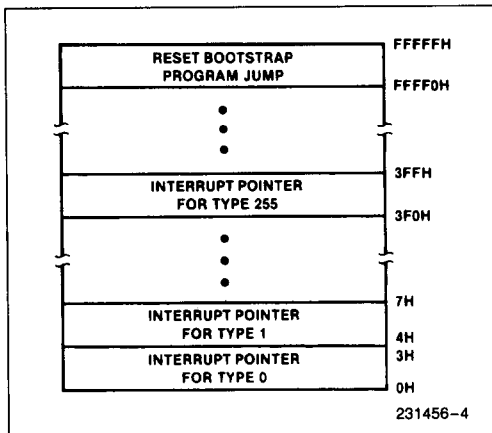 FFFFFH
RESET BOOTSTRAP
PROGRAM JUMP
FFFF0H
3FFH
INTERRUPT POINTER
FOR TYPE 255
3F0H
7H
INTERRUPT POINTER
FOR TYPE 1
4H
3H
INTERRUPT POINTER
FOR TYPE 0
0H
231456–4